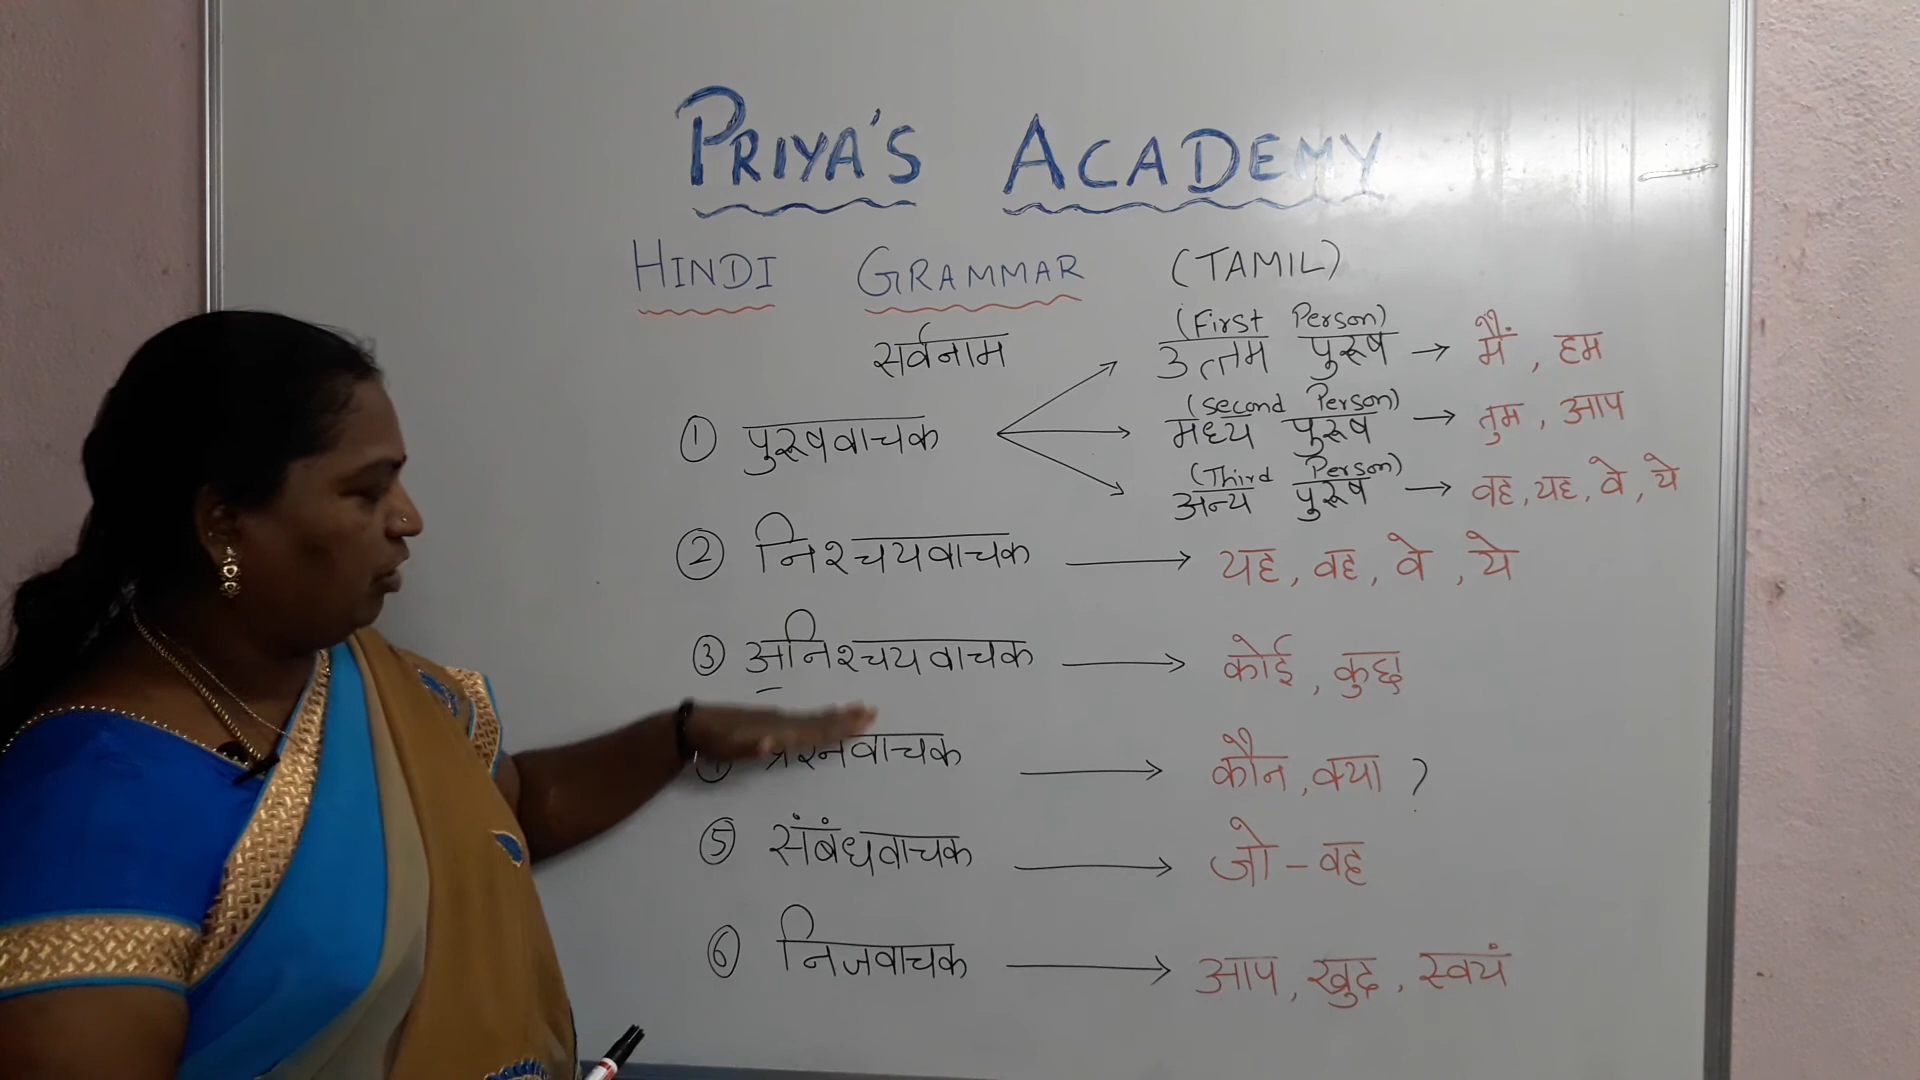 PRIYA'S ACADEMY
HINDI GRAMMAR (TAMIL)
सर्वनाम
(First Person)
उत्तम पुरूष → मैं, हम
(Second Person)
① पुरूषवाचक मध्य पुरूष → तुम, आप
(Third Person)
अन्य पुरूष → वह, यह, वे, ये
② निश्चयवाचक → यह, वह, वे, ये
③ अनिश्चयवाचक → कोई, कुछ
प्रश्नवाचक → कौन, क्या ?
⑤ संबंधवाचक → जो - वह
⑥ निजवाचक → आप, खुद, स्वयं